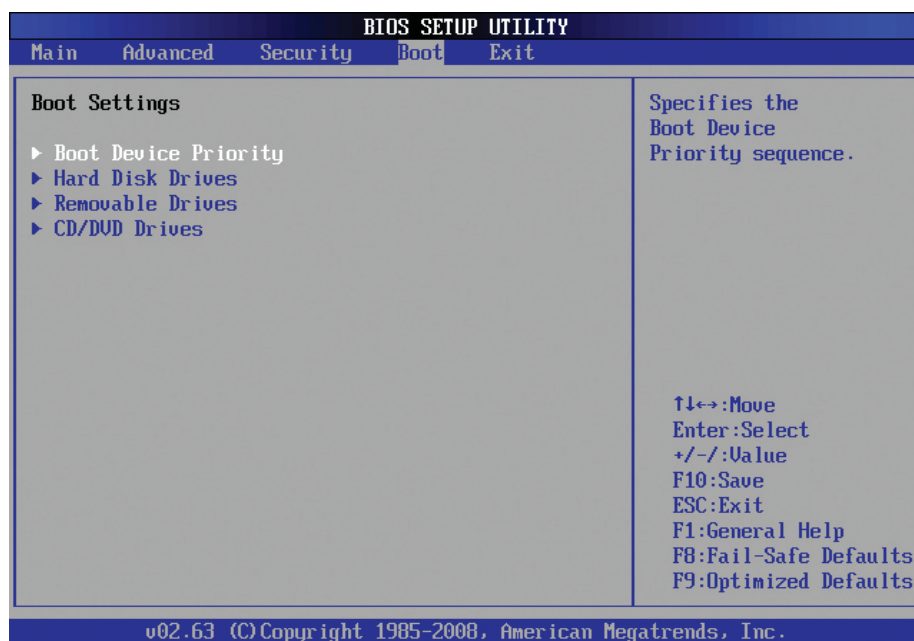 BIOS SETUP UTILITY
Main Advanced Security Boot Exit
Boot Settings
Boot Device Priority
Hard Disk Drives
Removable Drives
CD/DVD Drives
Specifies the
Boot Device
Priority sequence.
↑↓←→:Move
Enter:Select
+/-/:Value
F10:Save
ESC:Exit
F1:General Help
F8:Fail-Safe Defaults
F9:Optimized Defaults
v02.63 (C)Copyright 1985-2008, American Megatrends, Inc.